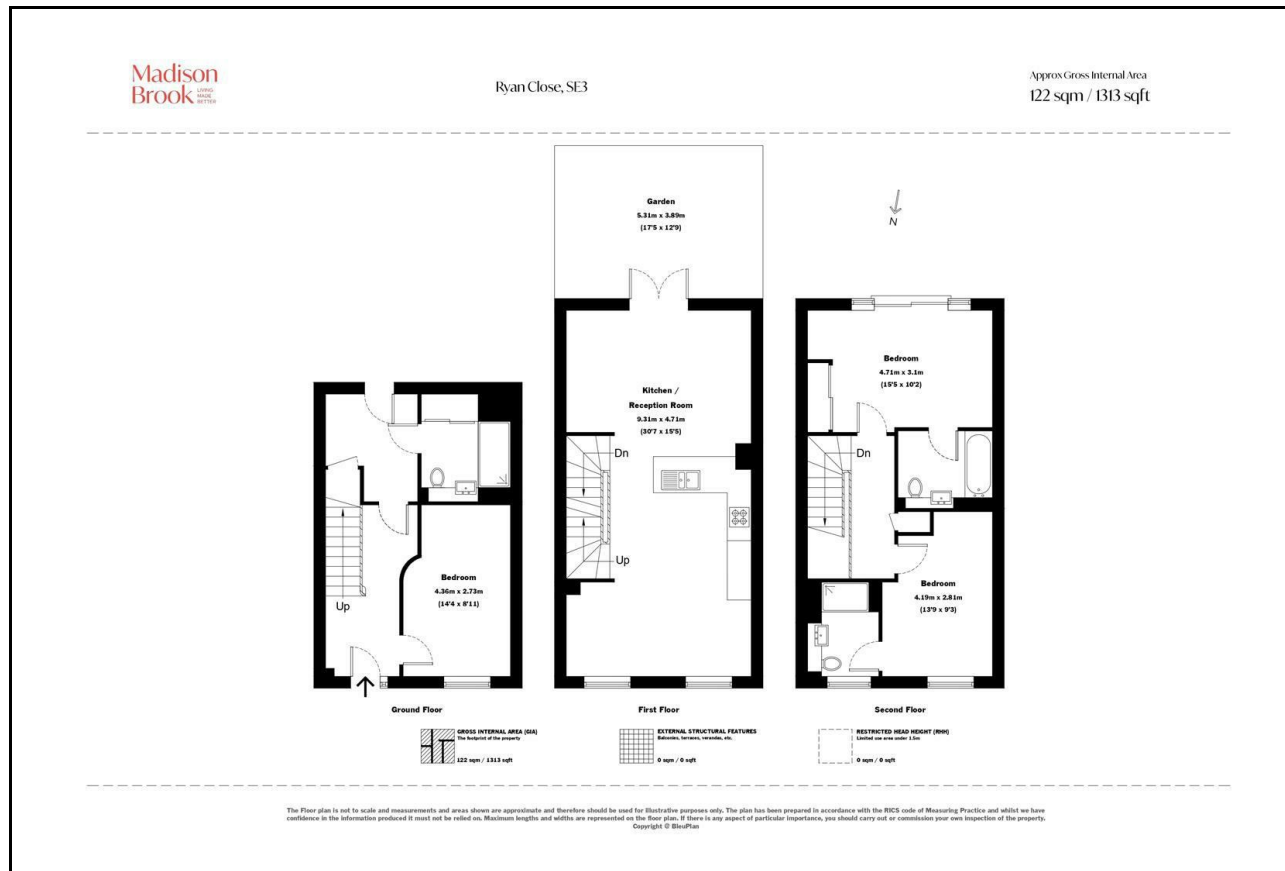 Madison
Brook LIVING
MADE
BETTER
Ryan Close, SE3
Approx Gross Internal Area
122 sqm / 1313 sqft
Garden
5.31m x 3.89m
(17'5 x 12'9)
N
Kitchen /
Reception Room
9.31m x 4.71m
(30'7 x 15'5)
Dn
Up
Bedroom
4.71m x 3.1m
(15'5 x 10'2)
Dn
Bedroom
4.19m x 2.81m
(13'9 x 9'3)
Bedroom
4.36m x 2.73m
(14'4 x 8'11)
Up
Ground Floor
First Floor
Second Floor
GROSS INTERNAL AREA (GIA)
The footprint of the property
122 sqm / 1313 sqft
EXTERNAL STRUCTURAL FEATURES
Balconies, terraces, verandas, etc.
0 sqm / 0 sqft
RESTRICTED HEAD HEIGHT (RHH)
Limited use area under 1.5m
0 sqm / 0 sqft
The Floor plan is not to scale and measurements and areas shown are approximate and therefore should be used for illustrative purposes only. The plan has been prepared in accordance with the RICS code of Measuring Practice and whilst we have
confidence in the information produced it must not be relied on. Maximum lengths and widths are represented on the floor plan. If there is any aspect of particular importance, you should carry out or commission your own inspection of the property.
Copyright @ BleuPlan